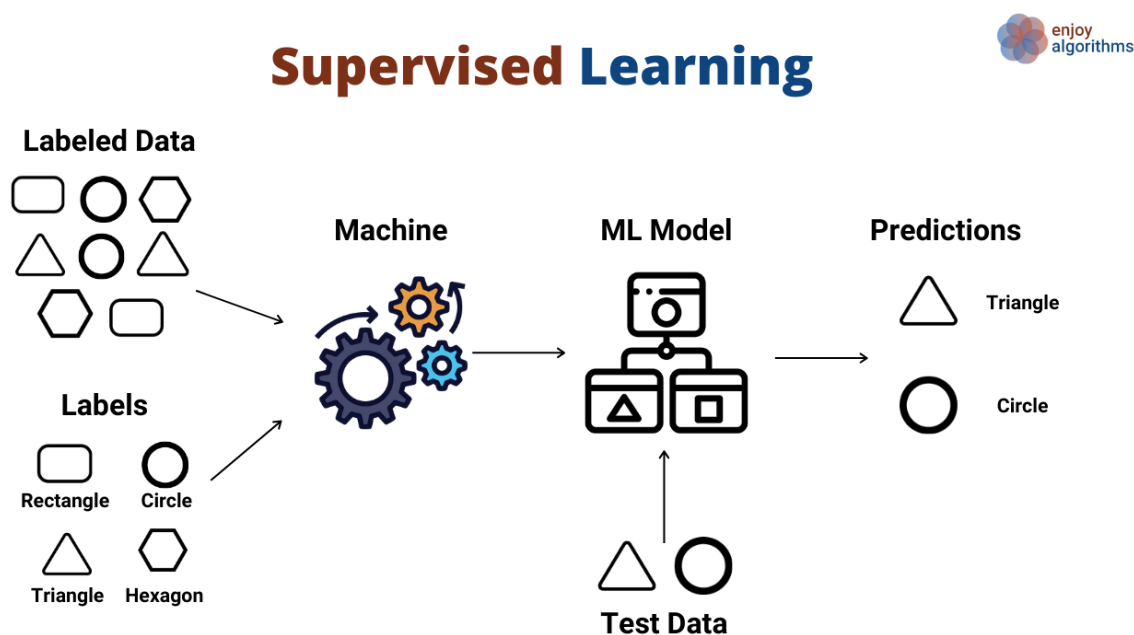 enjoy
algorithms
Supervised Learning
Labeled Data
Machine
ML Model
Predictions
Triangle
Circle
Labels
Rectangle
Circle
Triangle
Hexagon
Test Data